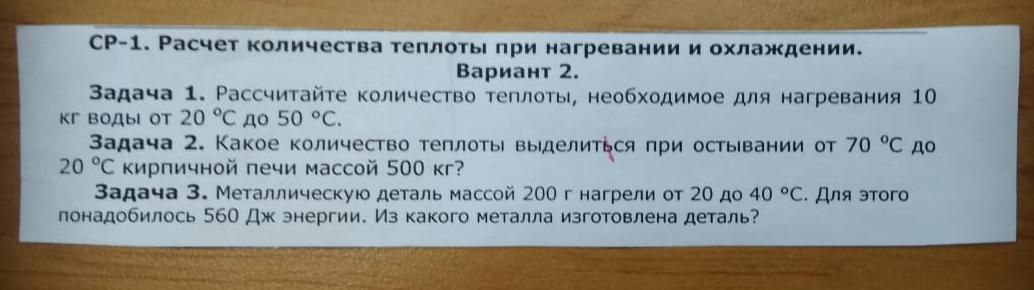 СР-1. Расчет количества теплоты при нагревании и охлаждении.
Вариант 2.
Задача 1. Рассчитайте количество теплоты, необходимое для нагревания 10
кг воды от 20 °С до 50 °С.
Задача 2. Какое количество теплоты выделиться при остывании от 70 °С до
20 °С кирпичной печи массой 500 кг?
Задача 3. Металлическую деталь массой 200 г нагрели от 20 до 40 °С. Для этого
понадобилось 560 Дж энергии. Из какого металла изготовлена деталь?